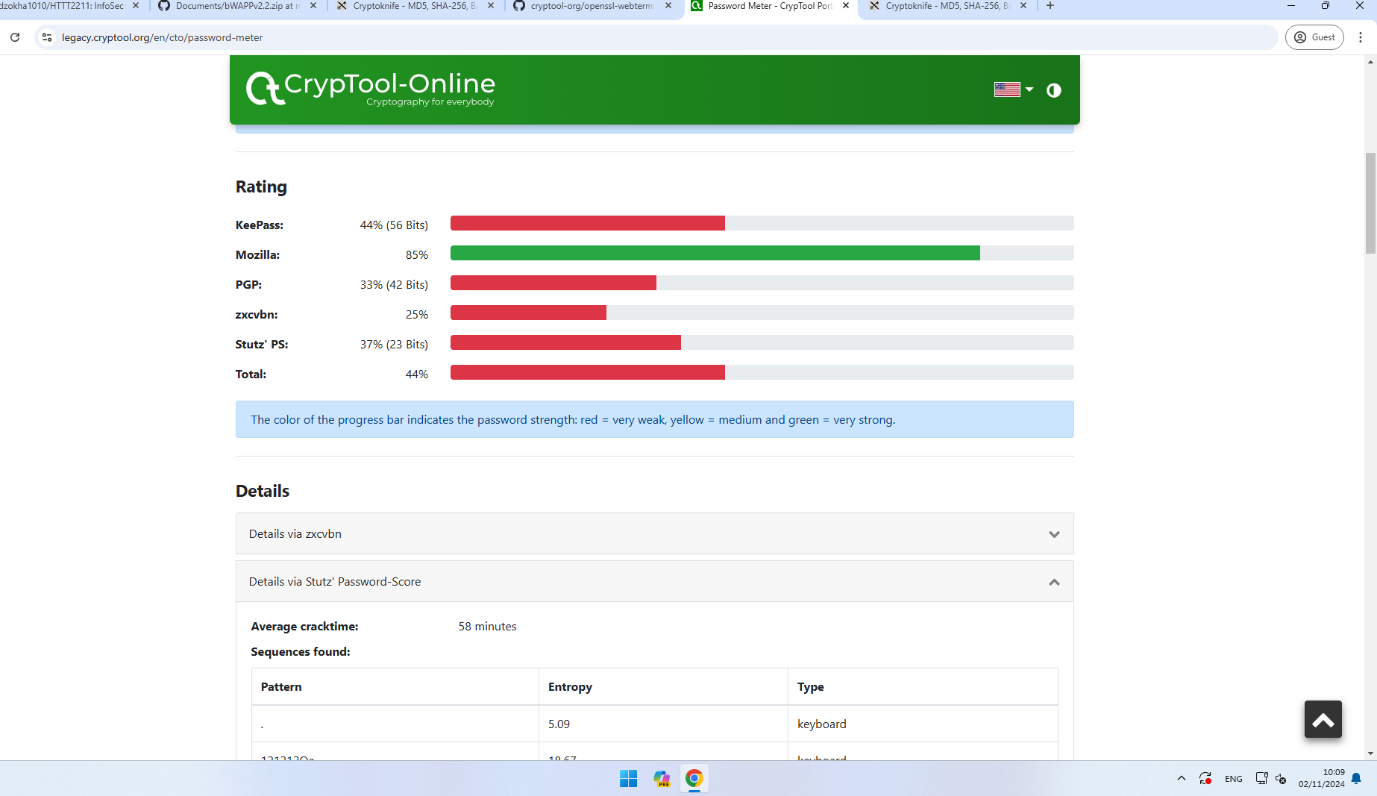 dzokha1010/HTTT2211: InfoSec
Documents/bWAPPv2.2.zip at m
Cryptoknife - MD5, SHA-256, B
cryptool-org/openssl-webterm
Password Meter - CrypTool Port
Cryptoknife - MD5, SHA-256, B
legacy.cryptool.org/en/cto/password-meter
Guest
CrypTool-Online
Cryptography for everybody
Rating
KeePass: 44% (56 Bits)
Mozilla: 85%
PGP: 33% (42 Bits)
zxcvbn: 25%
Stutz' PS: 37% (23 Bits)
Total: 44%
The color of the progress bar indicates the password strength: red = very weak, yellow = medium and green = very strong.
Details
Details via zxcvbn
Details via Stutz' Password-Score
Average cracktime: 58 minutes
Sequences found:
Pattern Entropy Type
. 5.09 keyboard
18.67 keyboard
ENG
10:09
02/11/2024